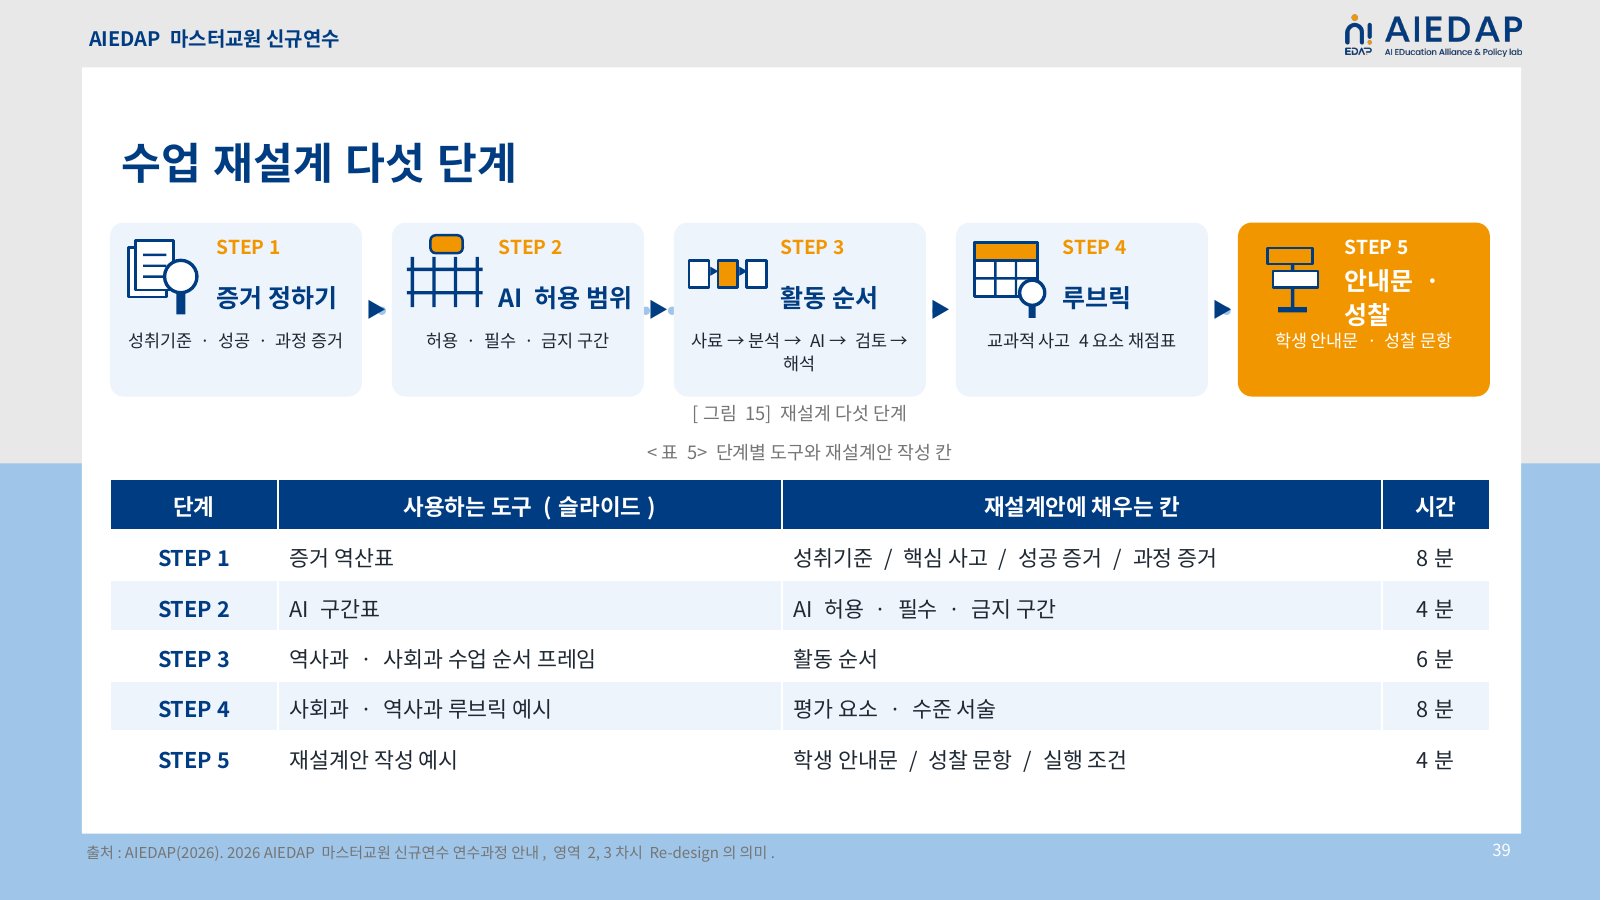 AIEDAP 마스터교원 신규연수
AIEDAP
EDAP
AI EDucation Alliance & Policy lab
수업 재설계 다섯 단계
STEP 1
증거 정하기
성취기준 · 성공 · 과정 증거
STEP 2
AI 허용 범위
허용 · 필수 · 금지 구간
STEP 3
활동 순서
사료 → 분석 → AI → 검토 →
해석
STEP 4
루브릭
교과적 사고 4 요소 채점표
STEP 5
안내문 ·
성찰
학생 안내문 · 성찰 문항
[ 그림 15] 재설계 다섯 단계
< 표 5> 단계별 도구와 재설계안 작성 칸
단계 사용하는 도구 ( 슬라이드 ) 재설계안에 채우는 칸 시간
STEP 1 증거 역산표 성취기준 / 핵심 사고 / 성공 증거 / 과정 증거 8 분
STEP 2 AI 구간표 AI 허용 · 필수 · 금지 구간 4 분
STEP 3 역사과 · 사회과 수업 순서 프레임 활동 순서 6 분
STEP 4 사회과 · 역사과 루브릭 예시 평가 요소 · 수준 서술 8 분
STEP 5 재설계안 작성 예시 학생 안내문 / 성찰 문항 / 실행 조건 4 분
출처 : AIEDAP(2026). 2026 AIEDAP 마스터교원 신규연수 연수과정 안내 , 영역 2, 3 차시 Re-design 의 의미 .
39